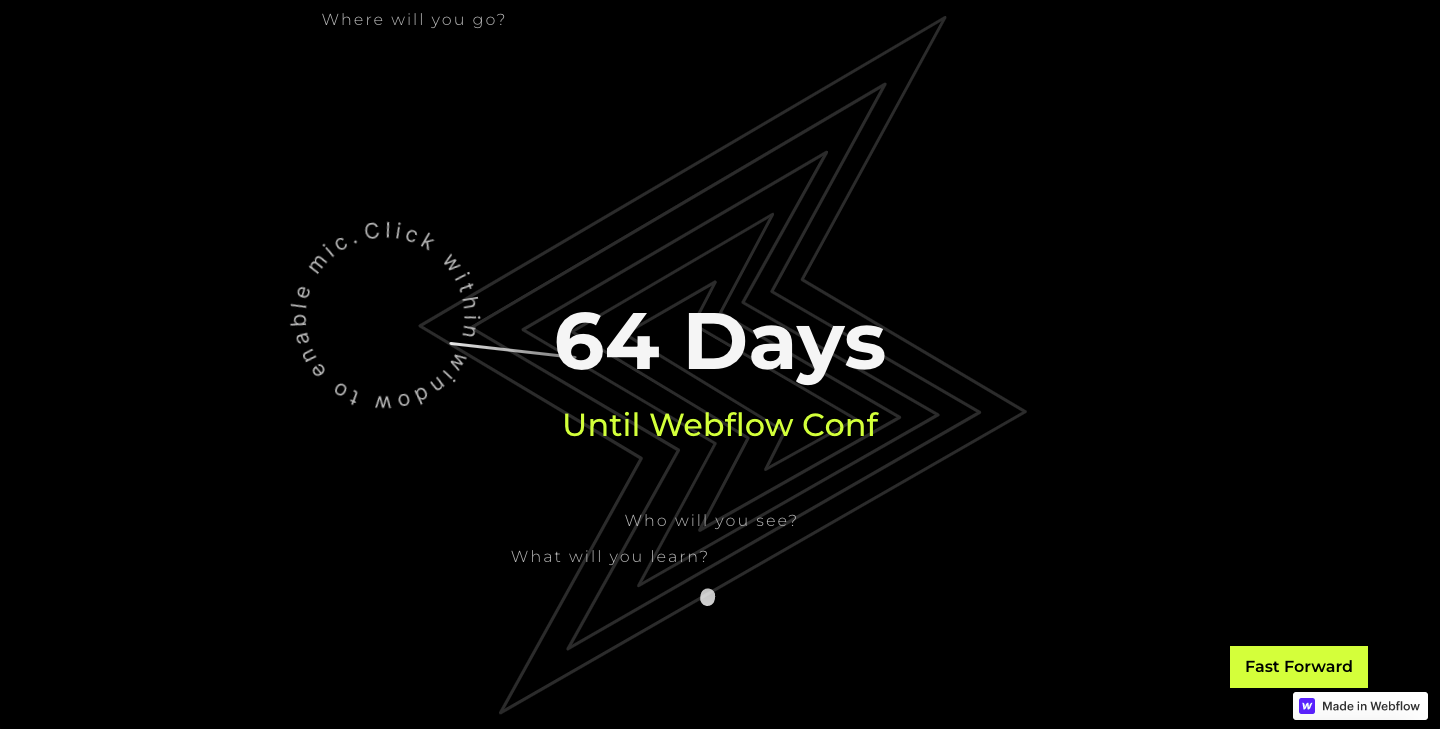 Where will you go?
Click within window to enable mic.
64 Days
Until Webflow Conf
Who will you see?
What will you learn?
Fast Forward
Made in Webflow